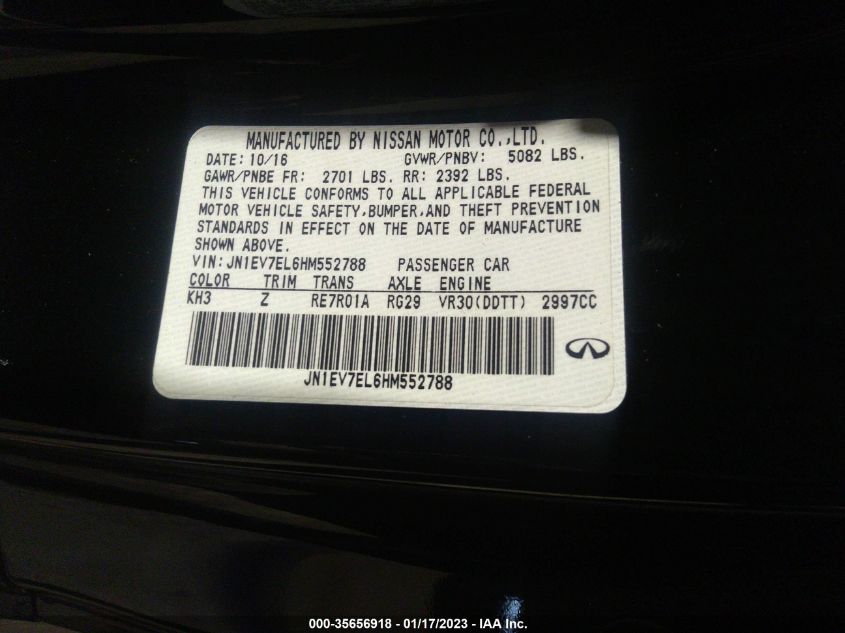 MANUFACTURED BY NISSAN MOTOR CO.,LTD.
DATE: 10/16 GVWR/PNBV: 5082 LBS.
GAWR/PNBE FR: 2701 LBS. RR: 2392 LBS.
THIS VEHICLE CONFORMS TO ALL APPLICABLE FEDERAL
MOTOR VEHICLE SAFETY,BUMPER,AND THEFT PREVENTION
STANDARDS IN EFFECT ON THE DATE OF MANUFACTURE
SHOWN ABOVE.
VIN: JN1EV7EL6HM552788 PASSENGER CAR
COLOR TRIM TRANS AXLE ENGINE
KH3 Z RE7R01A RG29 VR30(DDTT) 2997CC
JN1EV7EL6HM552788
000-35656918 - 01/17/2023 - IAA Inc.